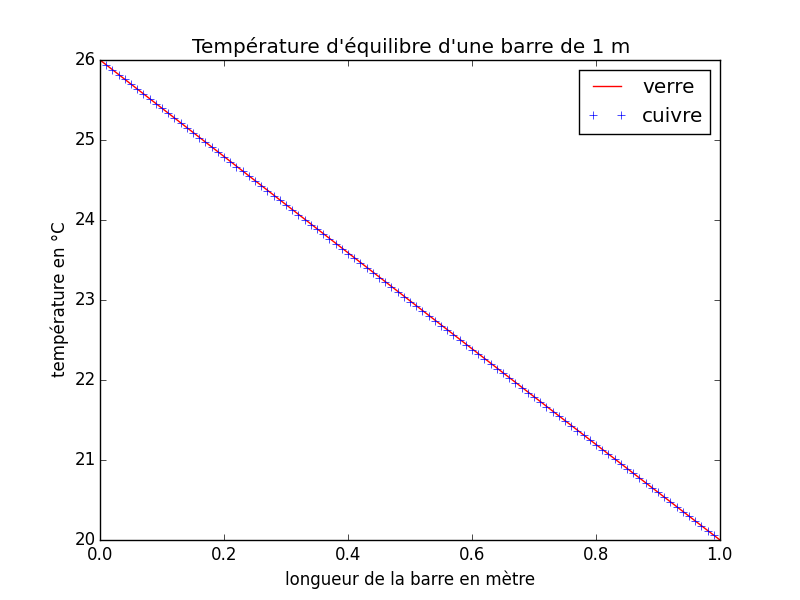 Température d'équilibre d'une barre de 1 m
verre
cuivre
26
25
24
23
22
21
20
température en °C
0.0 0.2 0.4 0.6 0.8 1.0
longueur de la barre en mètre